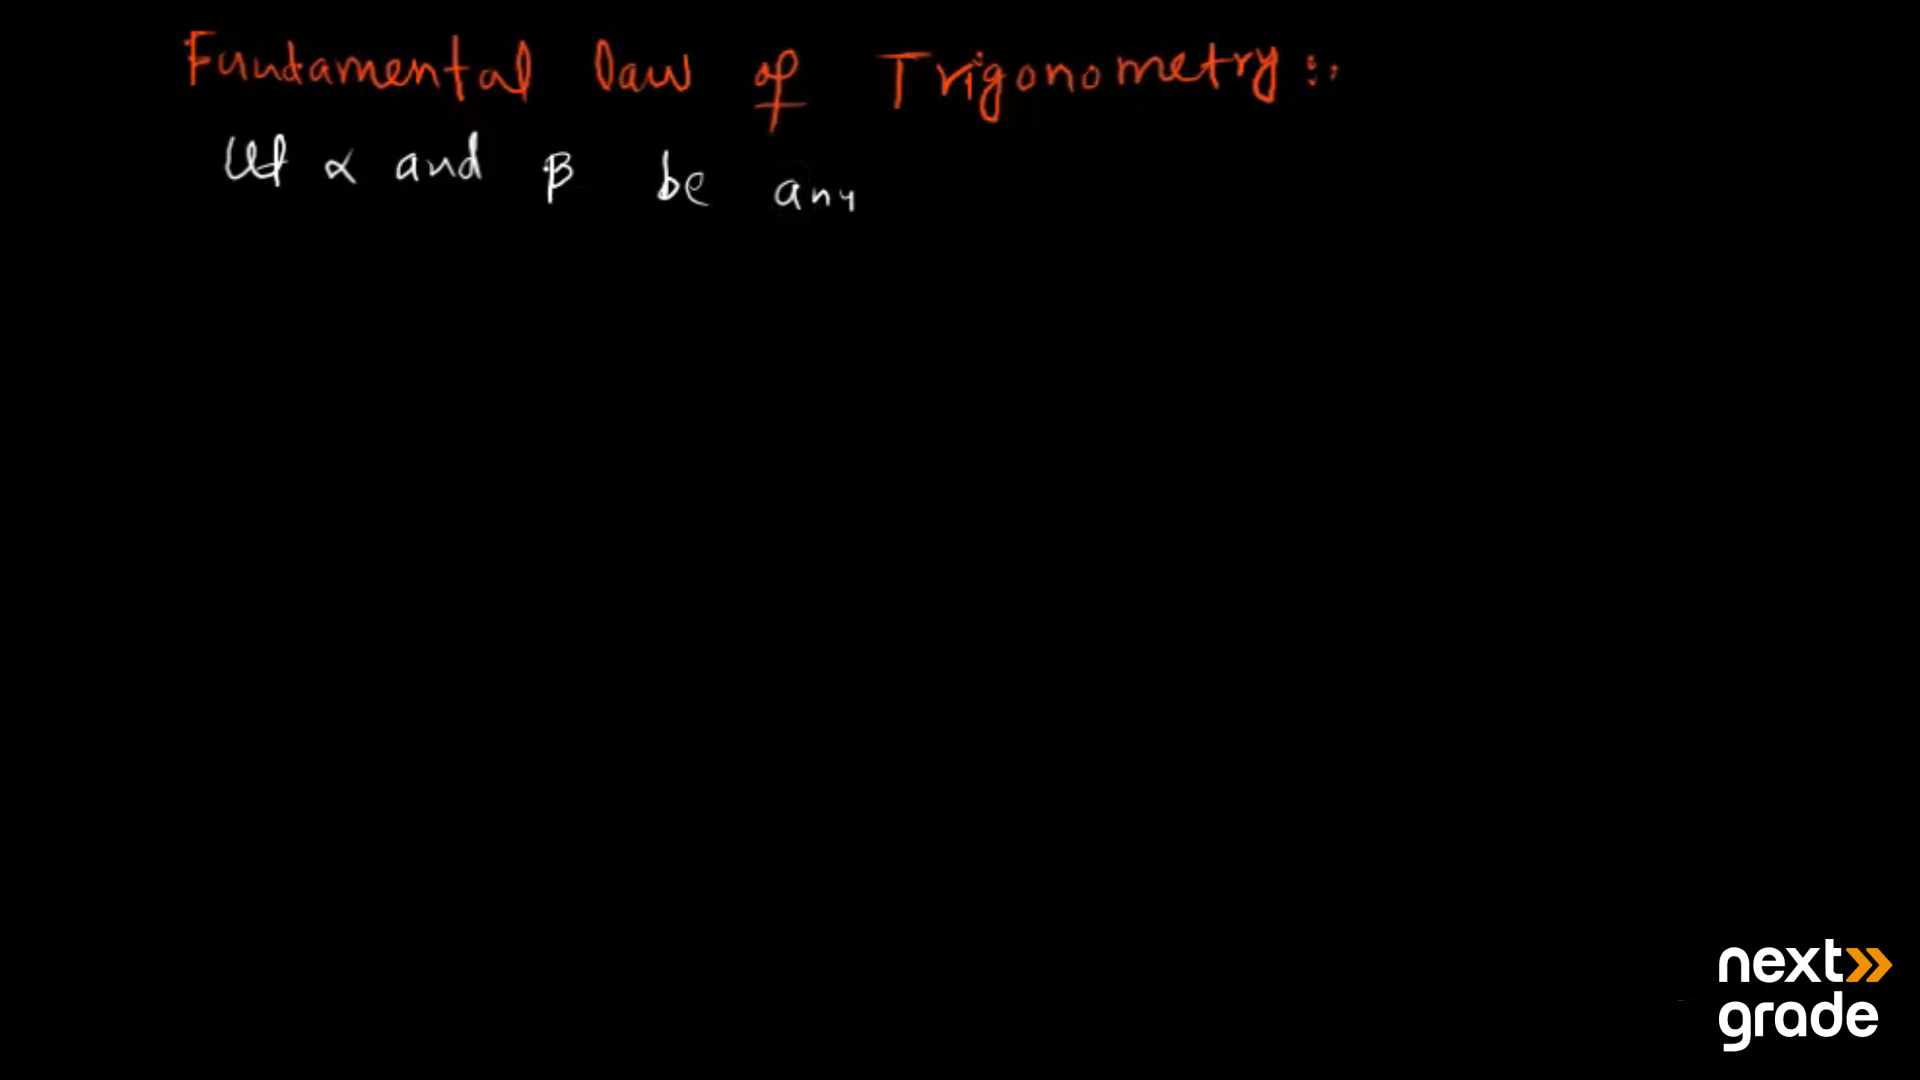 Fundamental law of Trigonometry :.
Let α and β be any
next
grade